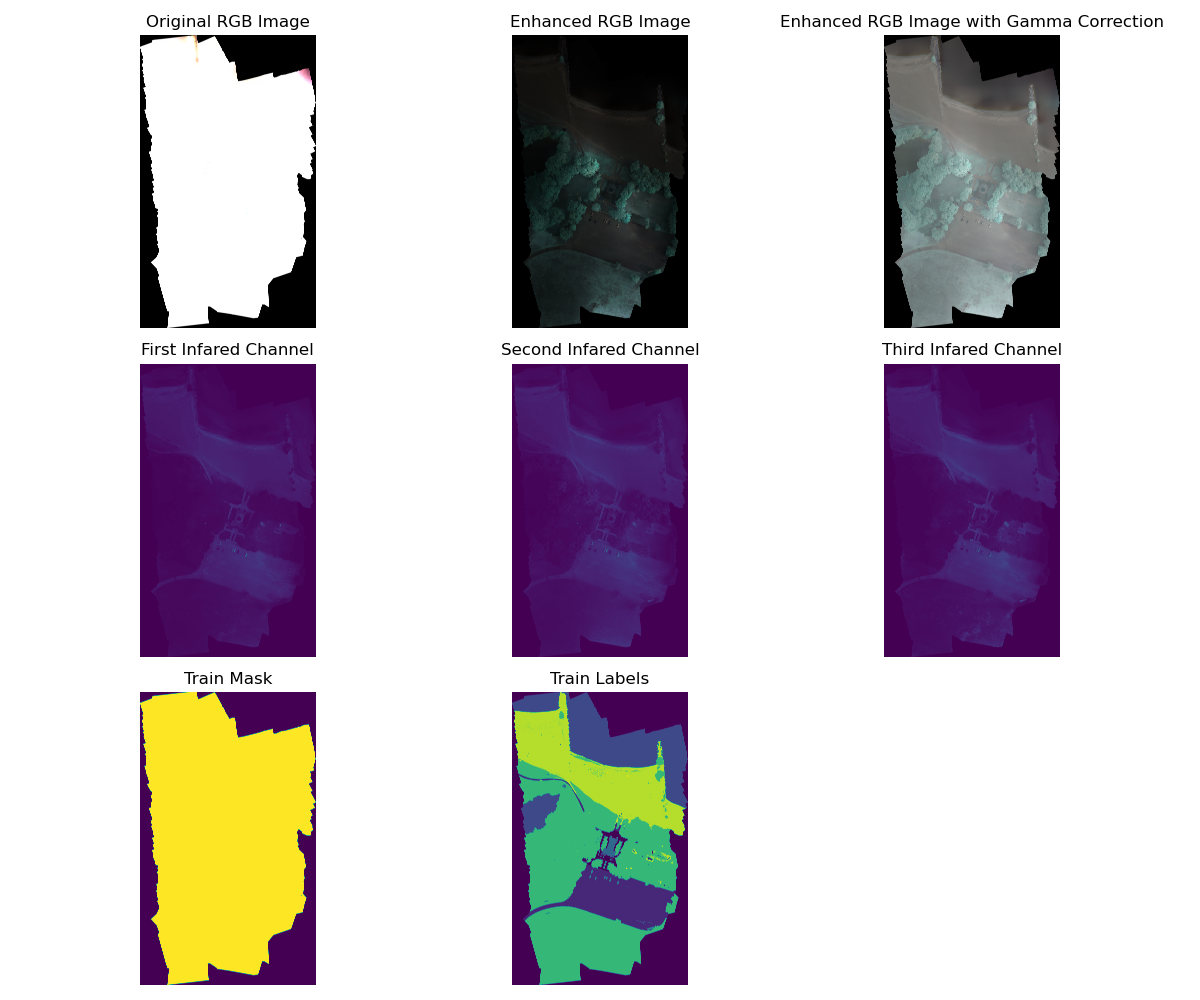 Original RGB Image
Enhanced RGB Image
Enhanced RGB Image with Gamma Correction
First Infared Channel
Second Infared Channel
Third Infared Channel
Train Mask
Train Labels